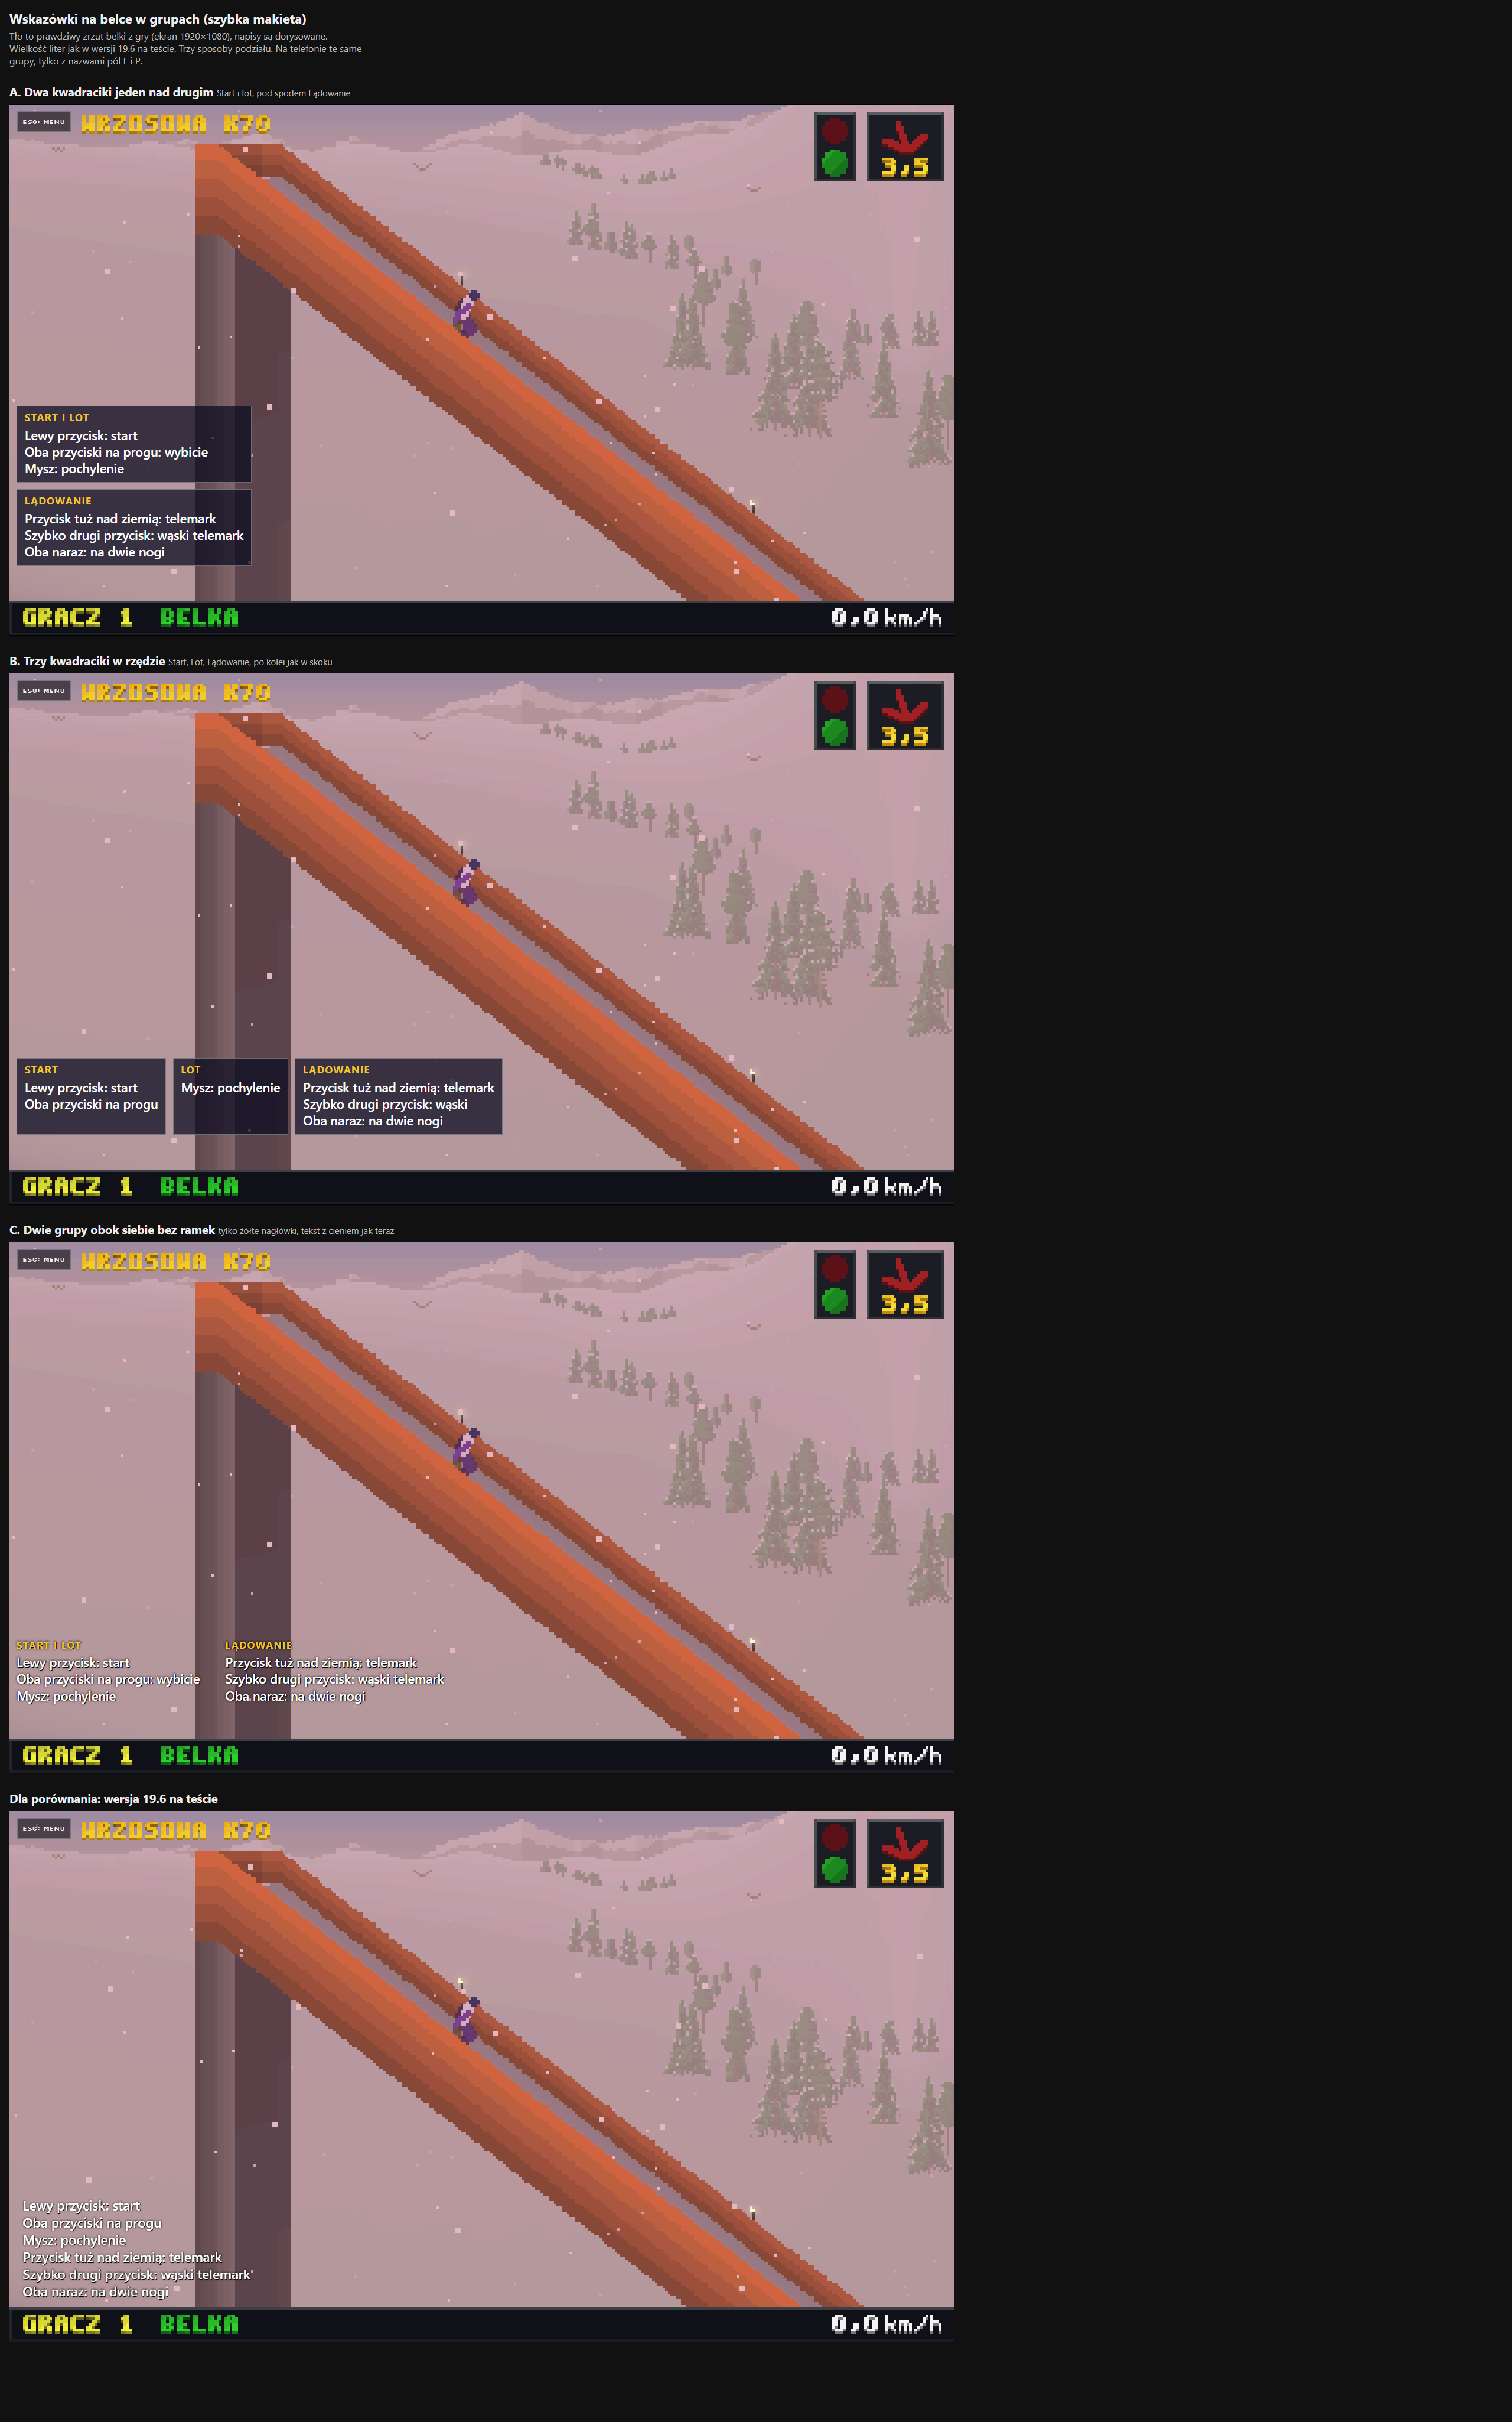 Wskazówki na belce w grupach (szybka makieta)
Tło to prawdziwy zrzut belki z gry (ekran 1920×1080), napisy są dorysowane.
Wielkość liter jak w wersji 19.6 na teście. Trzy sposoby podziału. Na telefonie te same
grupy, tylko z nazwami pól L i P.
A. Dwa kwadraciki jeden nad drugim Start i lot, pod spodem Lądowanie
ESC: MENU WRZOSOWA K70
3,5
START I LOT
Lewy przycisk: start
Oba przyciski na progu: wybicie
Mysz: pochylenie
LĄDOWANIE
Przycisk tuż nad ziemią: telemark
Szybko drugi przycisk: wąski telemark
Oba naraz: na dwie nogi
GRACZ 1 BELKA 0,0 km/h
B. Trzy kwadraciki w rzędzie Start, Lot, Lądowanie, po kolei jak w skoku
ESC: MENU WRZOSOWA K70
3,5
START
Lewy przycisk: start
Oba przyciski na progu
LOT
Mysz: pochylenie
LĄDOWANIE
Przycisk tuż nad ziemią: telemark
Szybko drugi przycisk: wąski
Oba naraz: na dwie nogi
GRACZ 1 BELKA 0,0 km/h
C. Dwie grupy obok siebie bez ramek tylko żółte nagłówki, tekst z cieniem jak teraz
ESC: MENU WRZOSOWA K70
3,5
START I LOT
Lewy przycisk: start
Oba przyciski na progu: wybicie
Mysz: pochylenie
LĄDOWANIE
Przycisk tuż nad ziemią: telemark
Szybko drugi przycisk: wąski telemark
Oba naraz: na dwie nogi
GRACZ 1 BELKA 0,0 km/h
Dla porównania: wersja 19.6 na teście
ESC: MENU WRZOSOWA K70
3,5
Lewy przycisk: start
Oba przyciski na progu
Mysz: pochylenie
Przycisk tuż nad ziemią: telemark
Szybko drugi przycisk: wąski telemark
Oba naraz: na dwie nogi
GRACZ 1 BELKA 0,0 km/h